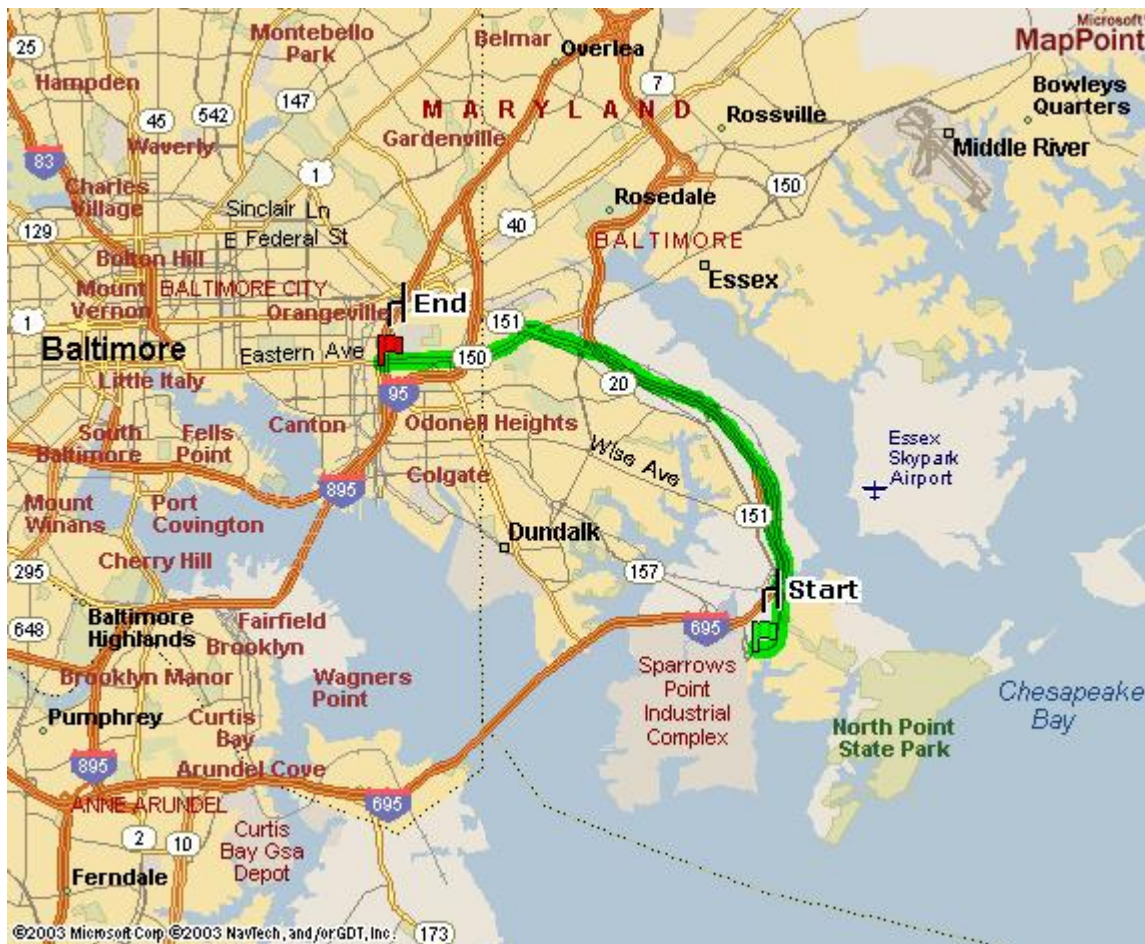 Microsoft
MapPoint
25
Montebello
Park
Belmar
Overlea
Hampden
7
Bowleys
Quarters
147
542
45
MARYLAND
Rossville
Waverly
Gardenville
Middle River
83
1
150
Charles
Village
Rosedale
Sinclair Ln
129
40
E Federal St
BALTIMORE
Bolton Hill
Essex
Mount
Vernon
BALTIMORE CITY
Orangeville
End
1
151
Baltimore
Eastern Ave
150
Little Italy
95
20
Canton
Odonell Heights
South
Baltimore
Fells
Point
Wise Ave
Essex
Skypark
Airport
Colgate
895
Mount
Winans
Port
Covington
151
Dundalk
Cherry Hill
295
157
Start
Baltimore
Highlands
648
Fairfield
695
Brooklyn
Brooklyn Manor
Wagners
Point
Sparrows
Point
Industrial
Complex
Chesapeake
Bay
Pumphrey
Curtis
Bay
North Point
State Park
895
Arundel Cove
ANNE ARUNDEL
695
2
10
Curtis
Bay Gsa
Depot
Ferndale
173
©2003 Microsoft Corp ©2003 NavTech, and/or GDT, Inc.